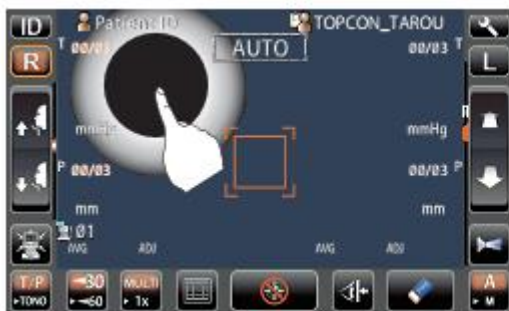 ID Patient ID TOPCON_TAROU
R T 00/03 AUTO 00/03 T L
mmHg mmHg
P 00/03 00/03 P
mm mm
01
AVG ADJ AVG ADJ
T/P 30 MULTI A
TONO 60 1x M